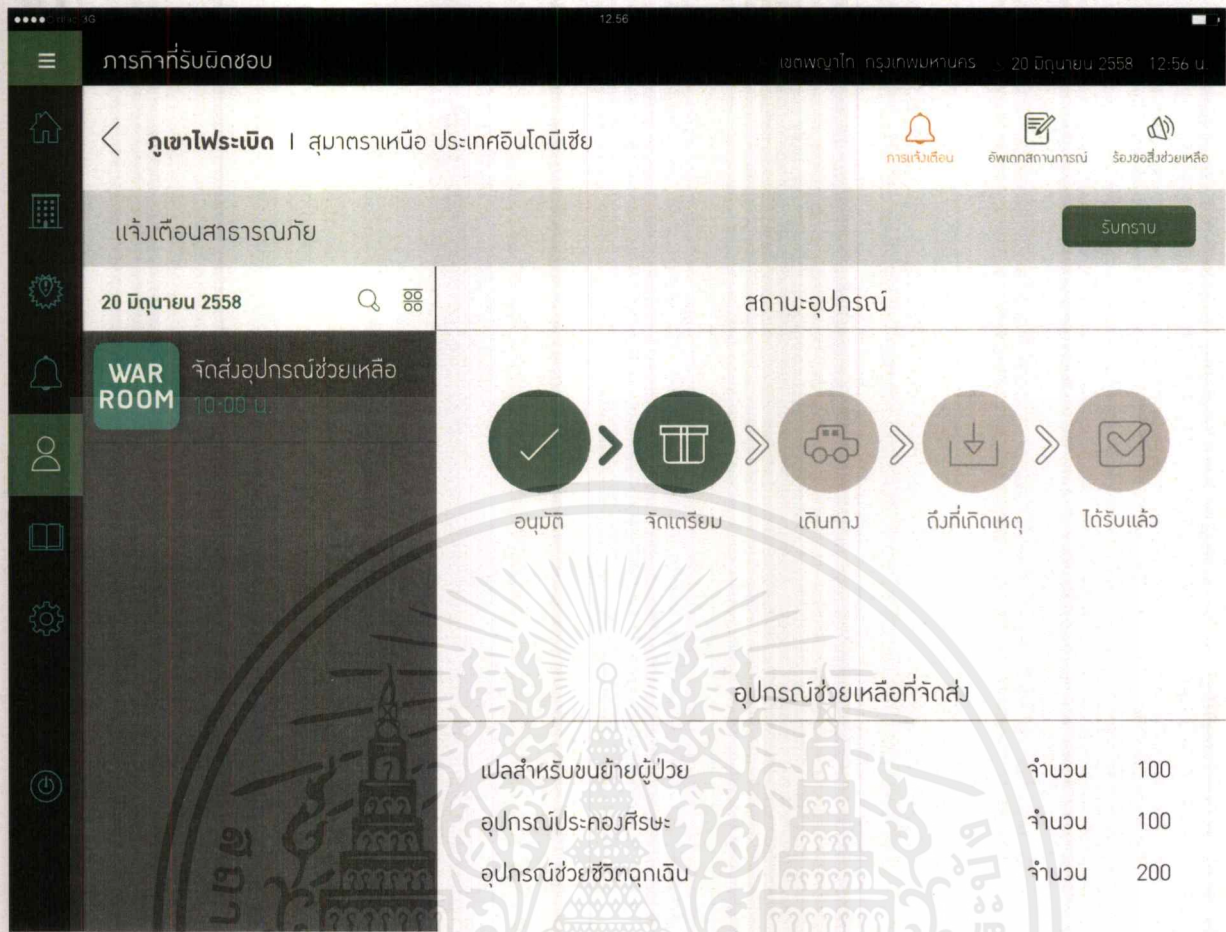 3G 12.56
ภารกิจที่รับผิดชอบ เขตพญาไท กรุงเทพมหานคร 20 มิถุนายน 2558 12:56 น.
ภูเขาไฟระเบิด | สุมาตราเหนือ ประเทศอินโดนีเซีย
การแจ้งเตือน อัพเดทสถานการณ์ ร้องขอสิ่งช่วยเหลือ
แจ้งเตือนสาธารณภัย รับทราบ
20 มิถุนายน 2558 สถานะอุปกรณ์
WAR ROOM จัดส่งอุปกรณ์ช่วยเหลือ
10.00 น.
อนุมัติ จัดเตรียม เดินทาง ถึงที่เกิดเหตุ ได้รับแล้ว
อุปกรณ์ช่วยเหลือที่จัดส่ง
เปลสำหรับขนย้ายผู้ป่วย จำนวน 100
อุปกรณ์ประคองศีรษะ จำนวน 100
อุปกรณ์ช่วยชีวิตฉุกเฉิน จำนวน 200